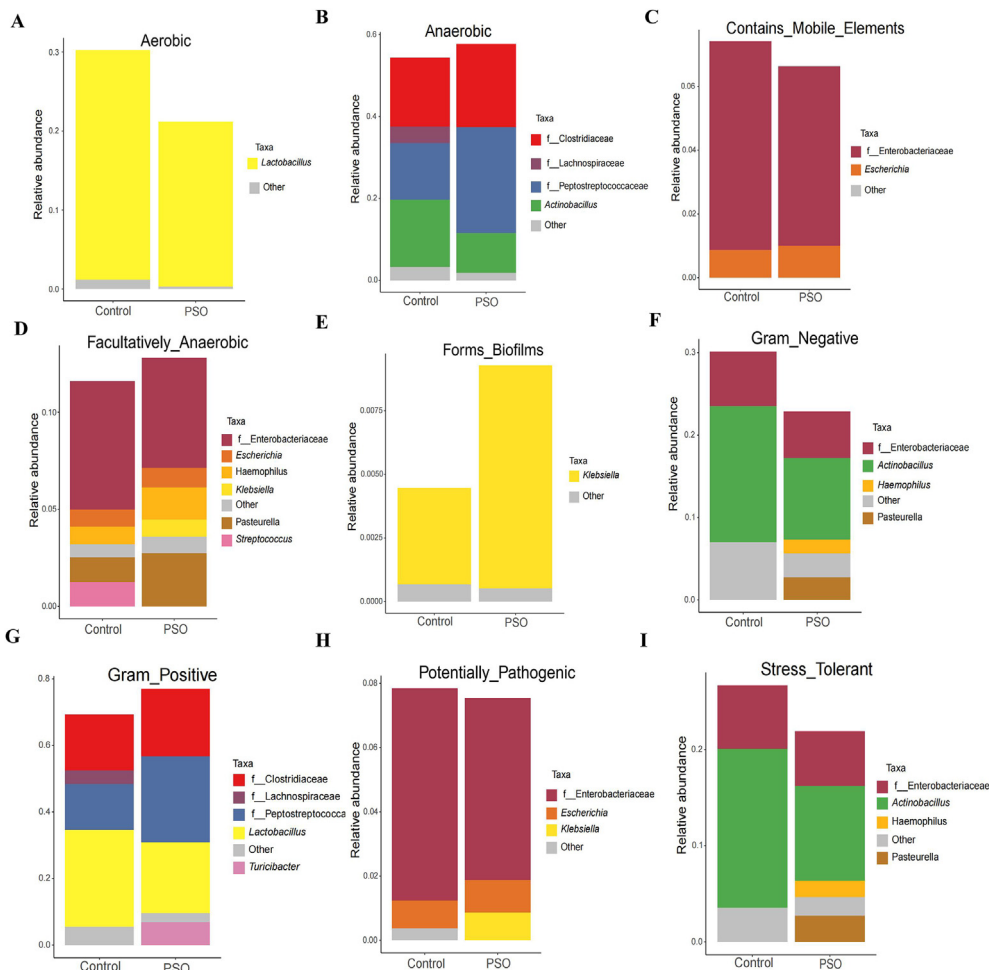 A
Aerobic
Relative abundance
0.3
0.2
0.1
0.0
Control
PSO
Taxa
Lactobacillus
Other
B
Anaerobic
Relative abundance
0.6
0.4
0.2
0.0
Control
PSO
Taxa
f__Clostridiaceae
f__Lachnospiraceae
f__Peptostreptococcaceae
Actinobacillus
Other
C
Contains_Mobile_Elements
Relative abundance
0.06
0.04
0.02
0.00
Control
PSO
Taxa
f__Enterobacteriaceae
Escherichia
Other
D
Facultatively_Anaerobic
Relative abundance
0.10
0.05
0.00
Control
PSO
Taxa
f__Enterobacteriaceae
Escherichia
Haemophilus
Klebsiella
Other
Pasteurella
Streptococcus
E
Forms_Biofilms
Relative abundance
0.0075
0.0050
0.0025
0.0000
Control
PSO
Taxa
Klebsiella
Other
F
Gram_Negative
Relative abundance
0.3
0.2
0.1
0.0
Control
PSO
Taxa
f__Enterobacteriaceae
Actinobacillus
Haemophilus
Other
Pasteurella
G
Gram_Positive
Relative abundance
0.8
0.6
0.4
0.2
0.0
Control
PSO
Taxa
f__Clostridiaceae
f__Lachnospiraceae
f__Peptostreptococca
Lactobacillus
Other
Turicibacter
H
Potentially_Pathogenic
Relative abundance
0.08
0.06
0.04
0.02
0.00
Control
PSO
Taxa
f__Enterobacteriaceae
Escherichia
Klebsiella
Other
I
Stress_Tolerant
Relative abundance
0.2
0.1
0.0
Control
PSO
Taxa
f__Enterobacteriaceae
Actinobacillus
Haemophilus
Other
Pasteurella